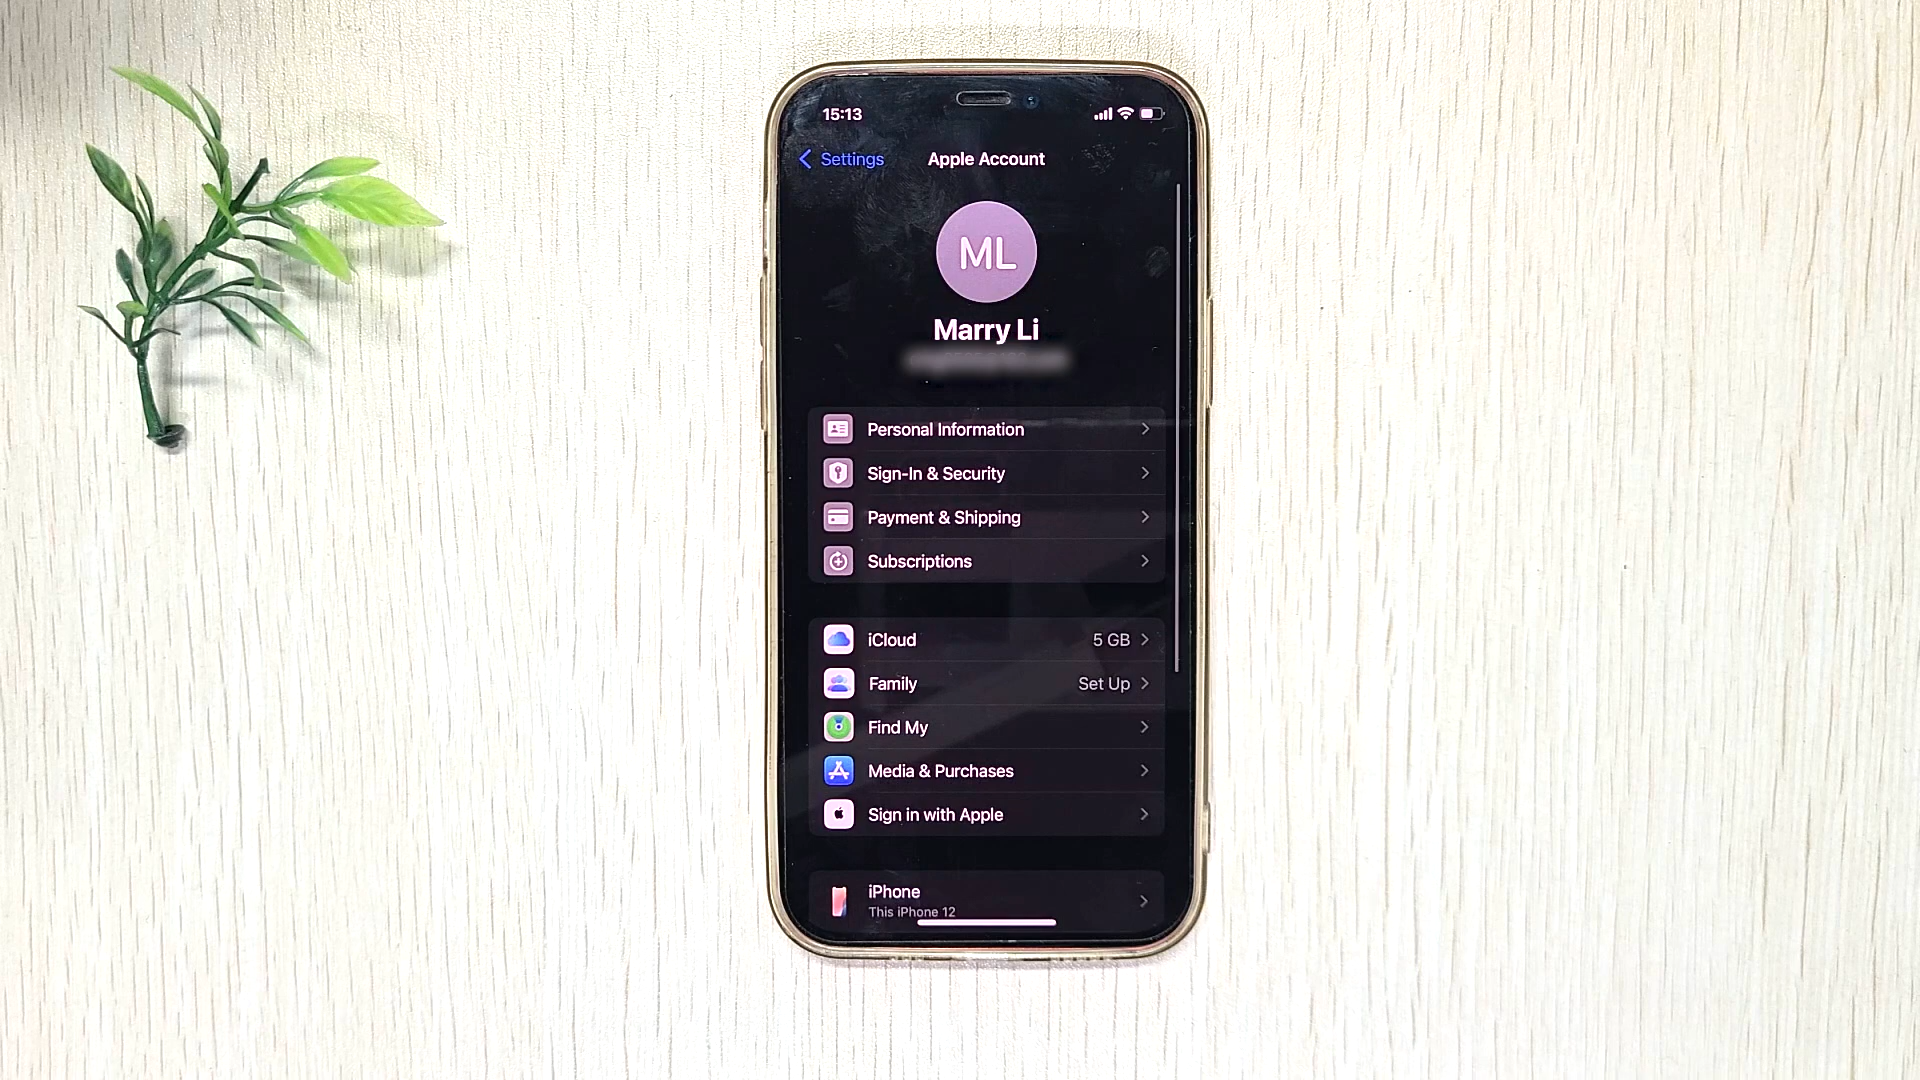 15:13
Settings
Apple Account
ML
Marry Li
Personal Information
Sign-In & Security
Payment & Shipping
Subscriptions
iCloud 5 GB
Family Set Up
Find My
Media & Purchases
Sign in with Apple
iPhone
This iPhone 12